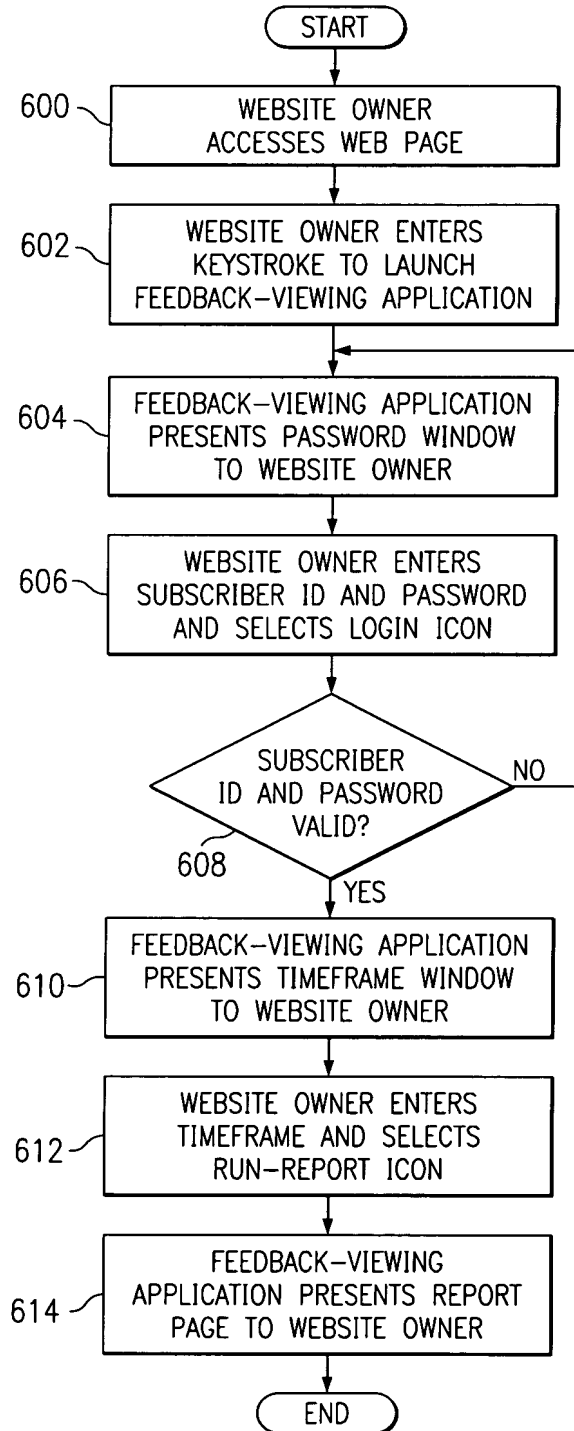 START
600
WEBSITE OWNER
ACCESSES WEB PAGE
602
WEBSITE OWNER ENTERS
KEYSTROKE TO LAUNCH
FEEDBACK-VIEWING APPLICATION
604
FEEDBACK-VIEWING APPLICATION
PRESENTS PASSWORD WINDOW
TO WEBSITE OWNER
606
WEBSITE OWNER ENTERS
SUBSCRIBER ID AND PASSWORD
AND SELECTS LOGIN ICON
SUBSCRIBER
ID AND PASSWORD
VALID?
NO
608
YES
610
FEEDBACK-VIEWING APPLICATION
PRESENTS TIMEFRAME WINDOW
TO WEBSITE OWNER
612
WEBSITE OWNER ENTERS
TIMEFRAME AND SELECTS
RUN-REPORT ICON
614
FEEDBACK-VIEWING
APPLICATION PRESENTS REPORT
PAGE TO WEBSITE OWNER
END